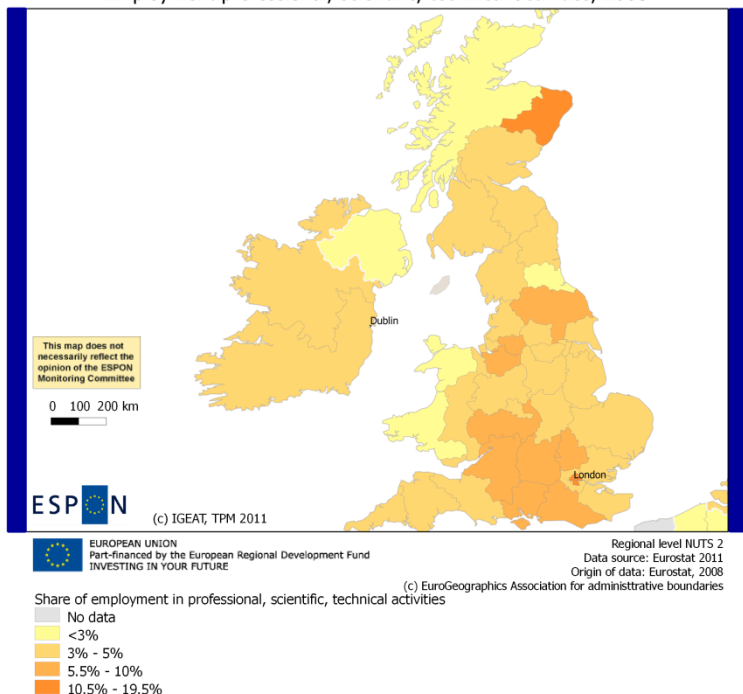 Dublin
This map does not
necessarily reflect the
opinion of the ESPON
Monitoring Committee
0 100 200 km
London
ESPON
(c) IGEAT, TPM 2011
EUROPEAN UNION
Part-financed by the European Regional Development Fund
INVESTING IN YOUR FUTURE
Regional level NUTS 2
Data source: Eurostat 2011
Origin of data: Eurostat, 2008
(c) EuroGeographics Association for administrattive boundaries
Share of employment in professional, scientific, technical activities
No data
<3%
3% - 5%
5.5% - 10%
10.5% - 19.5%